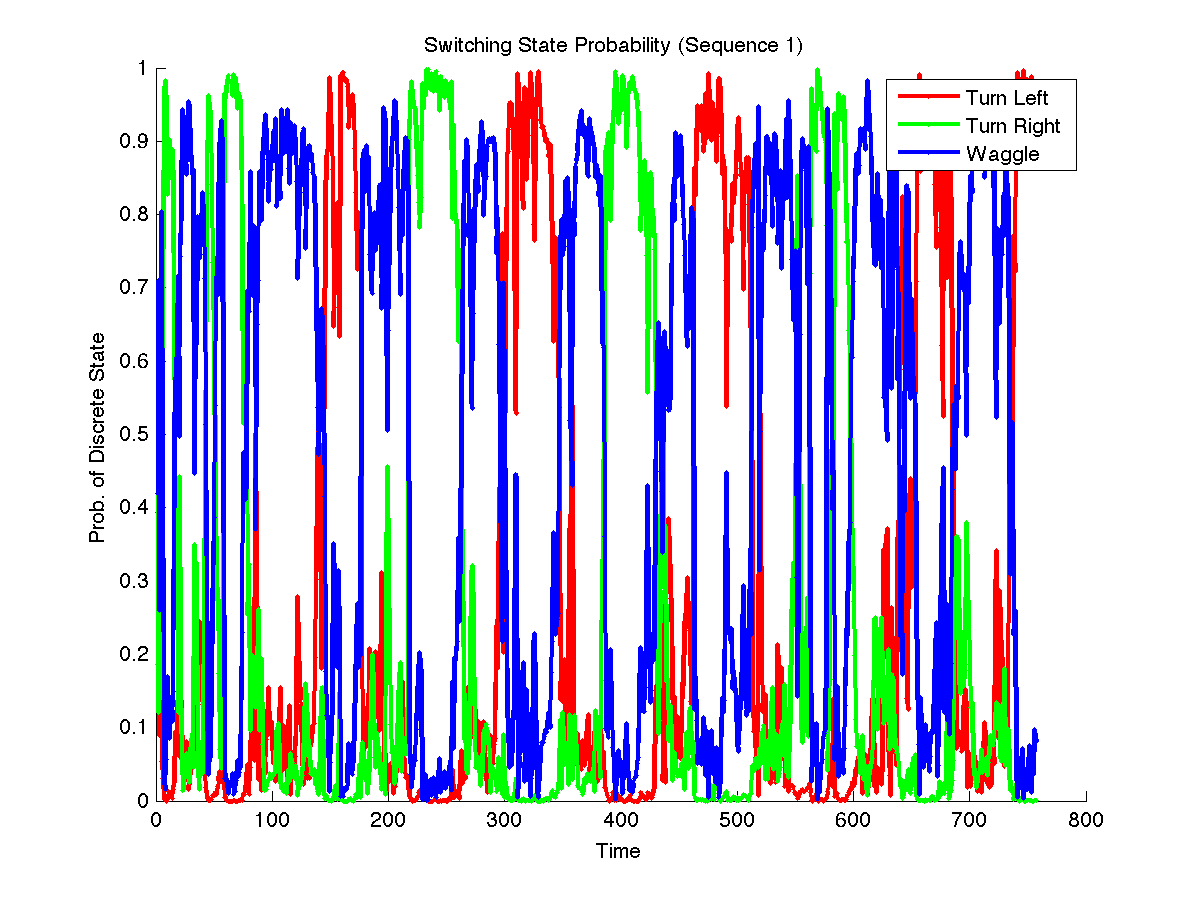 Switching State Probability (Sequence 1)
1
0.9
0.8
0.7
0.6
0.5
0.4
0.3
0.2
0.1
0
Prob. of Discrete State
Turn Left
Turn Right
Waggle
0 100 200 300 400 500 600 700 800
Time